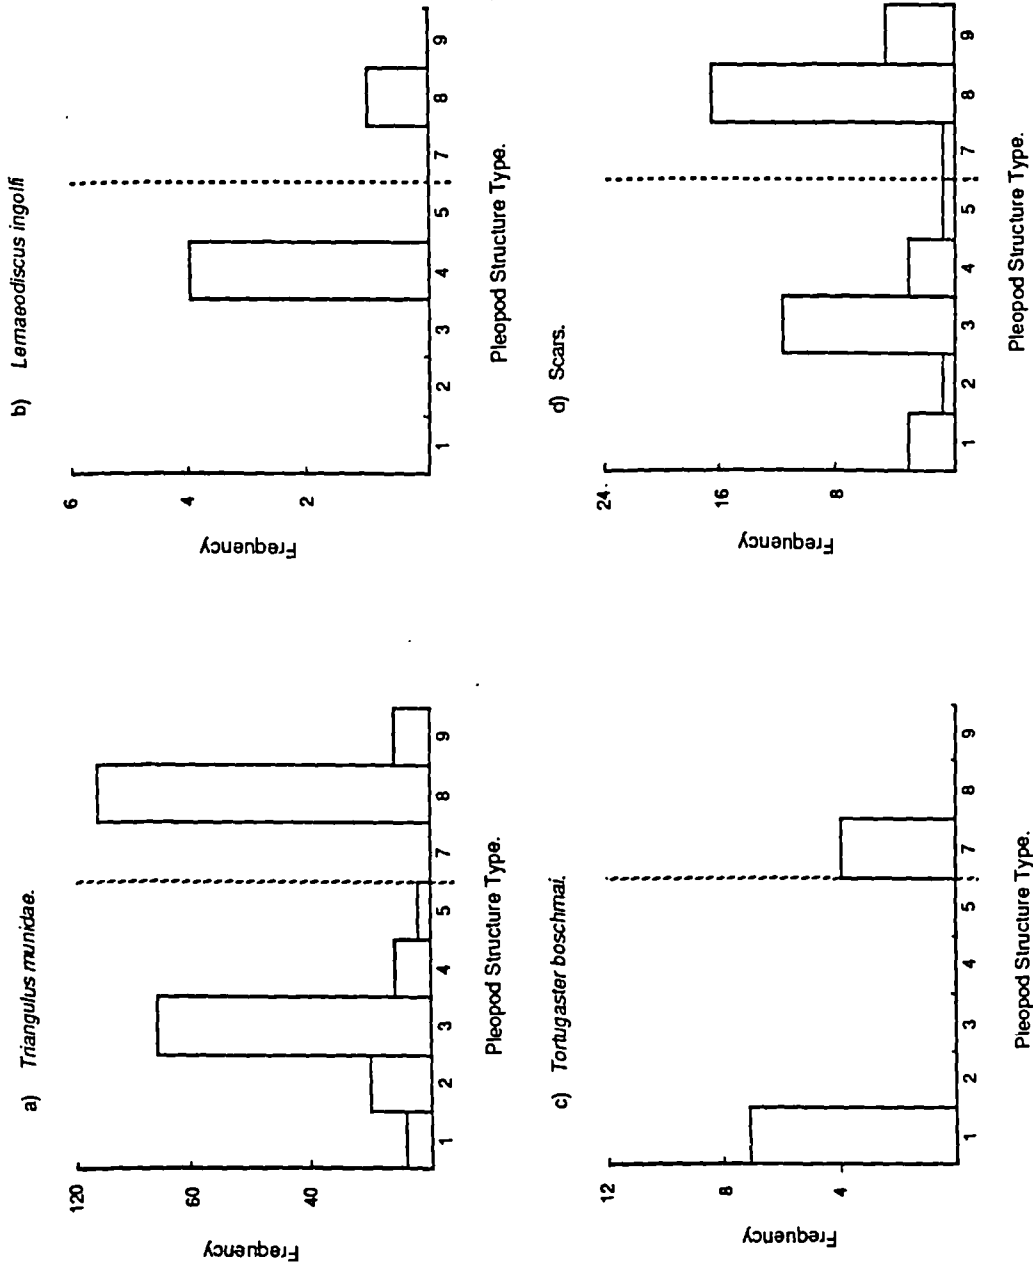 a) Triangulus munidae.
120
60
40
Frequency
1 2 3 4 5 7 8 9
Pleopod Structure Type.
b) Lernaeodiscus ingolfi
6
4
2
Frequency
1 2 3 4 5 7 8 9
Pleopod Structure Type.
c) Tortugaster boschmai.
12
8
4
Frequency
1 2 3 4 5 7 8 9
Pleopod Structure Type.
d) Scars.
24.
16
8
Frequency
1 2 3 4 5 7 8 9
Pleopod Structure Type.